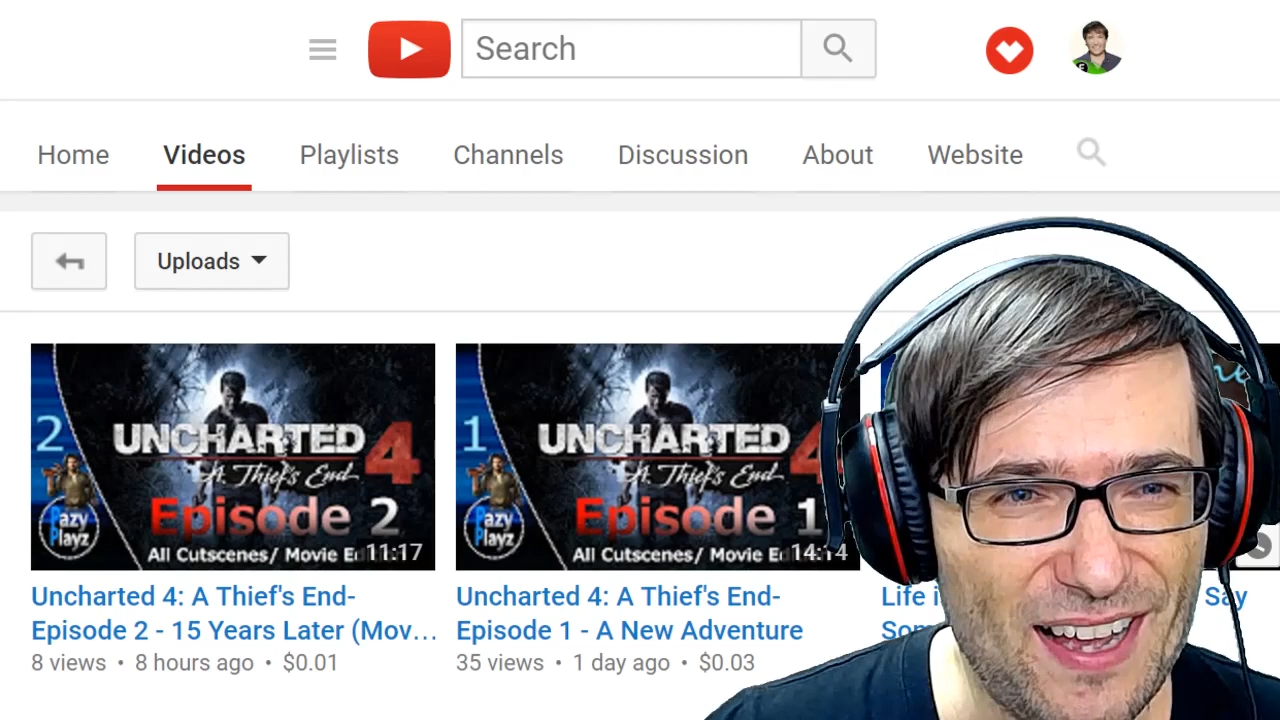 Search
Home Videos Playlists Channels Discussion About Website
Uploads
2
UNCHARTED 4
A Thief's End
Episode 2
Pazy
Playz
All Cutscenes/ Movie Ed
11:17
1
UNCHARTED 4
A Thief's End
Episode 1
Pazy
Playz
All Cutscenes/ Movie Ed
14:14
Uncharted 4: A Thief's End-
Episode 2 - 15 Years Later (Mov...
8 views • 8 hours ago • $0.01
Uncharted 4: A Thief's End-
Episode 1 - A New Adventure
35 views • 1 day ago • $0.03
Life i
Say
Som